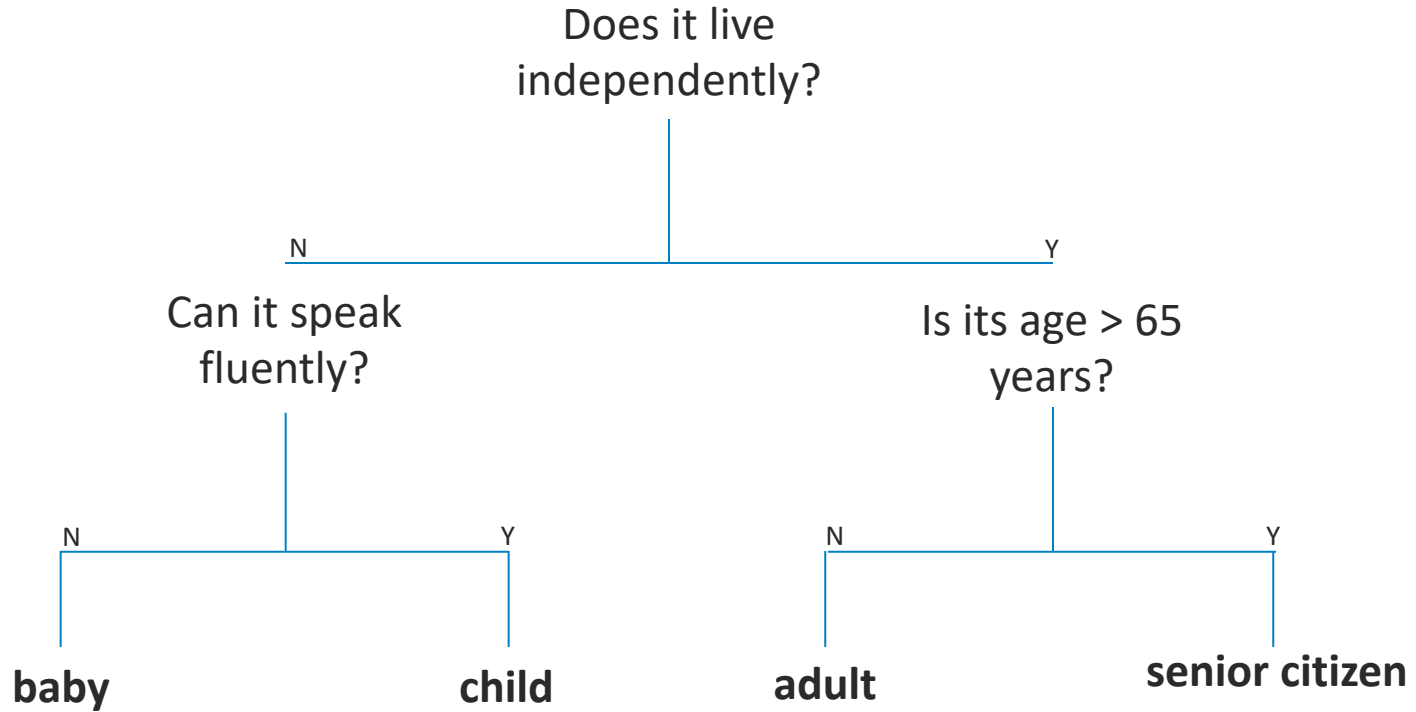 Does it live
independently?
N
Y
Can it speak
fluently?
Is its age > 65
years?
N
Y
N
Y
baby
child
adult
senior citizen